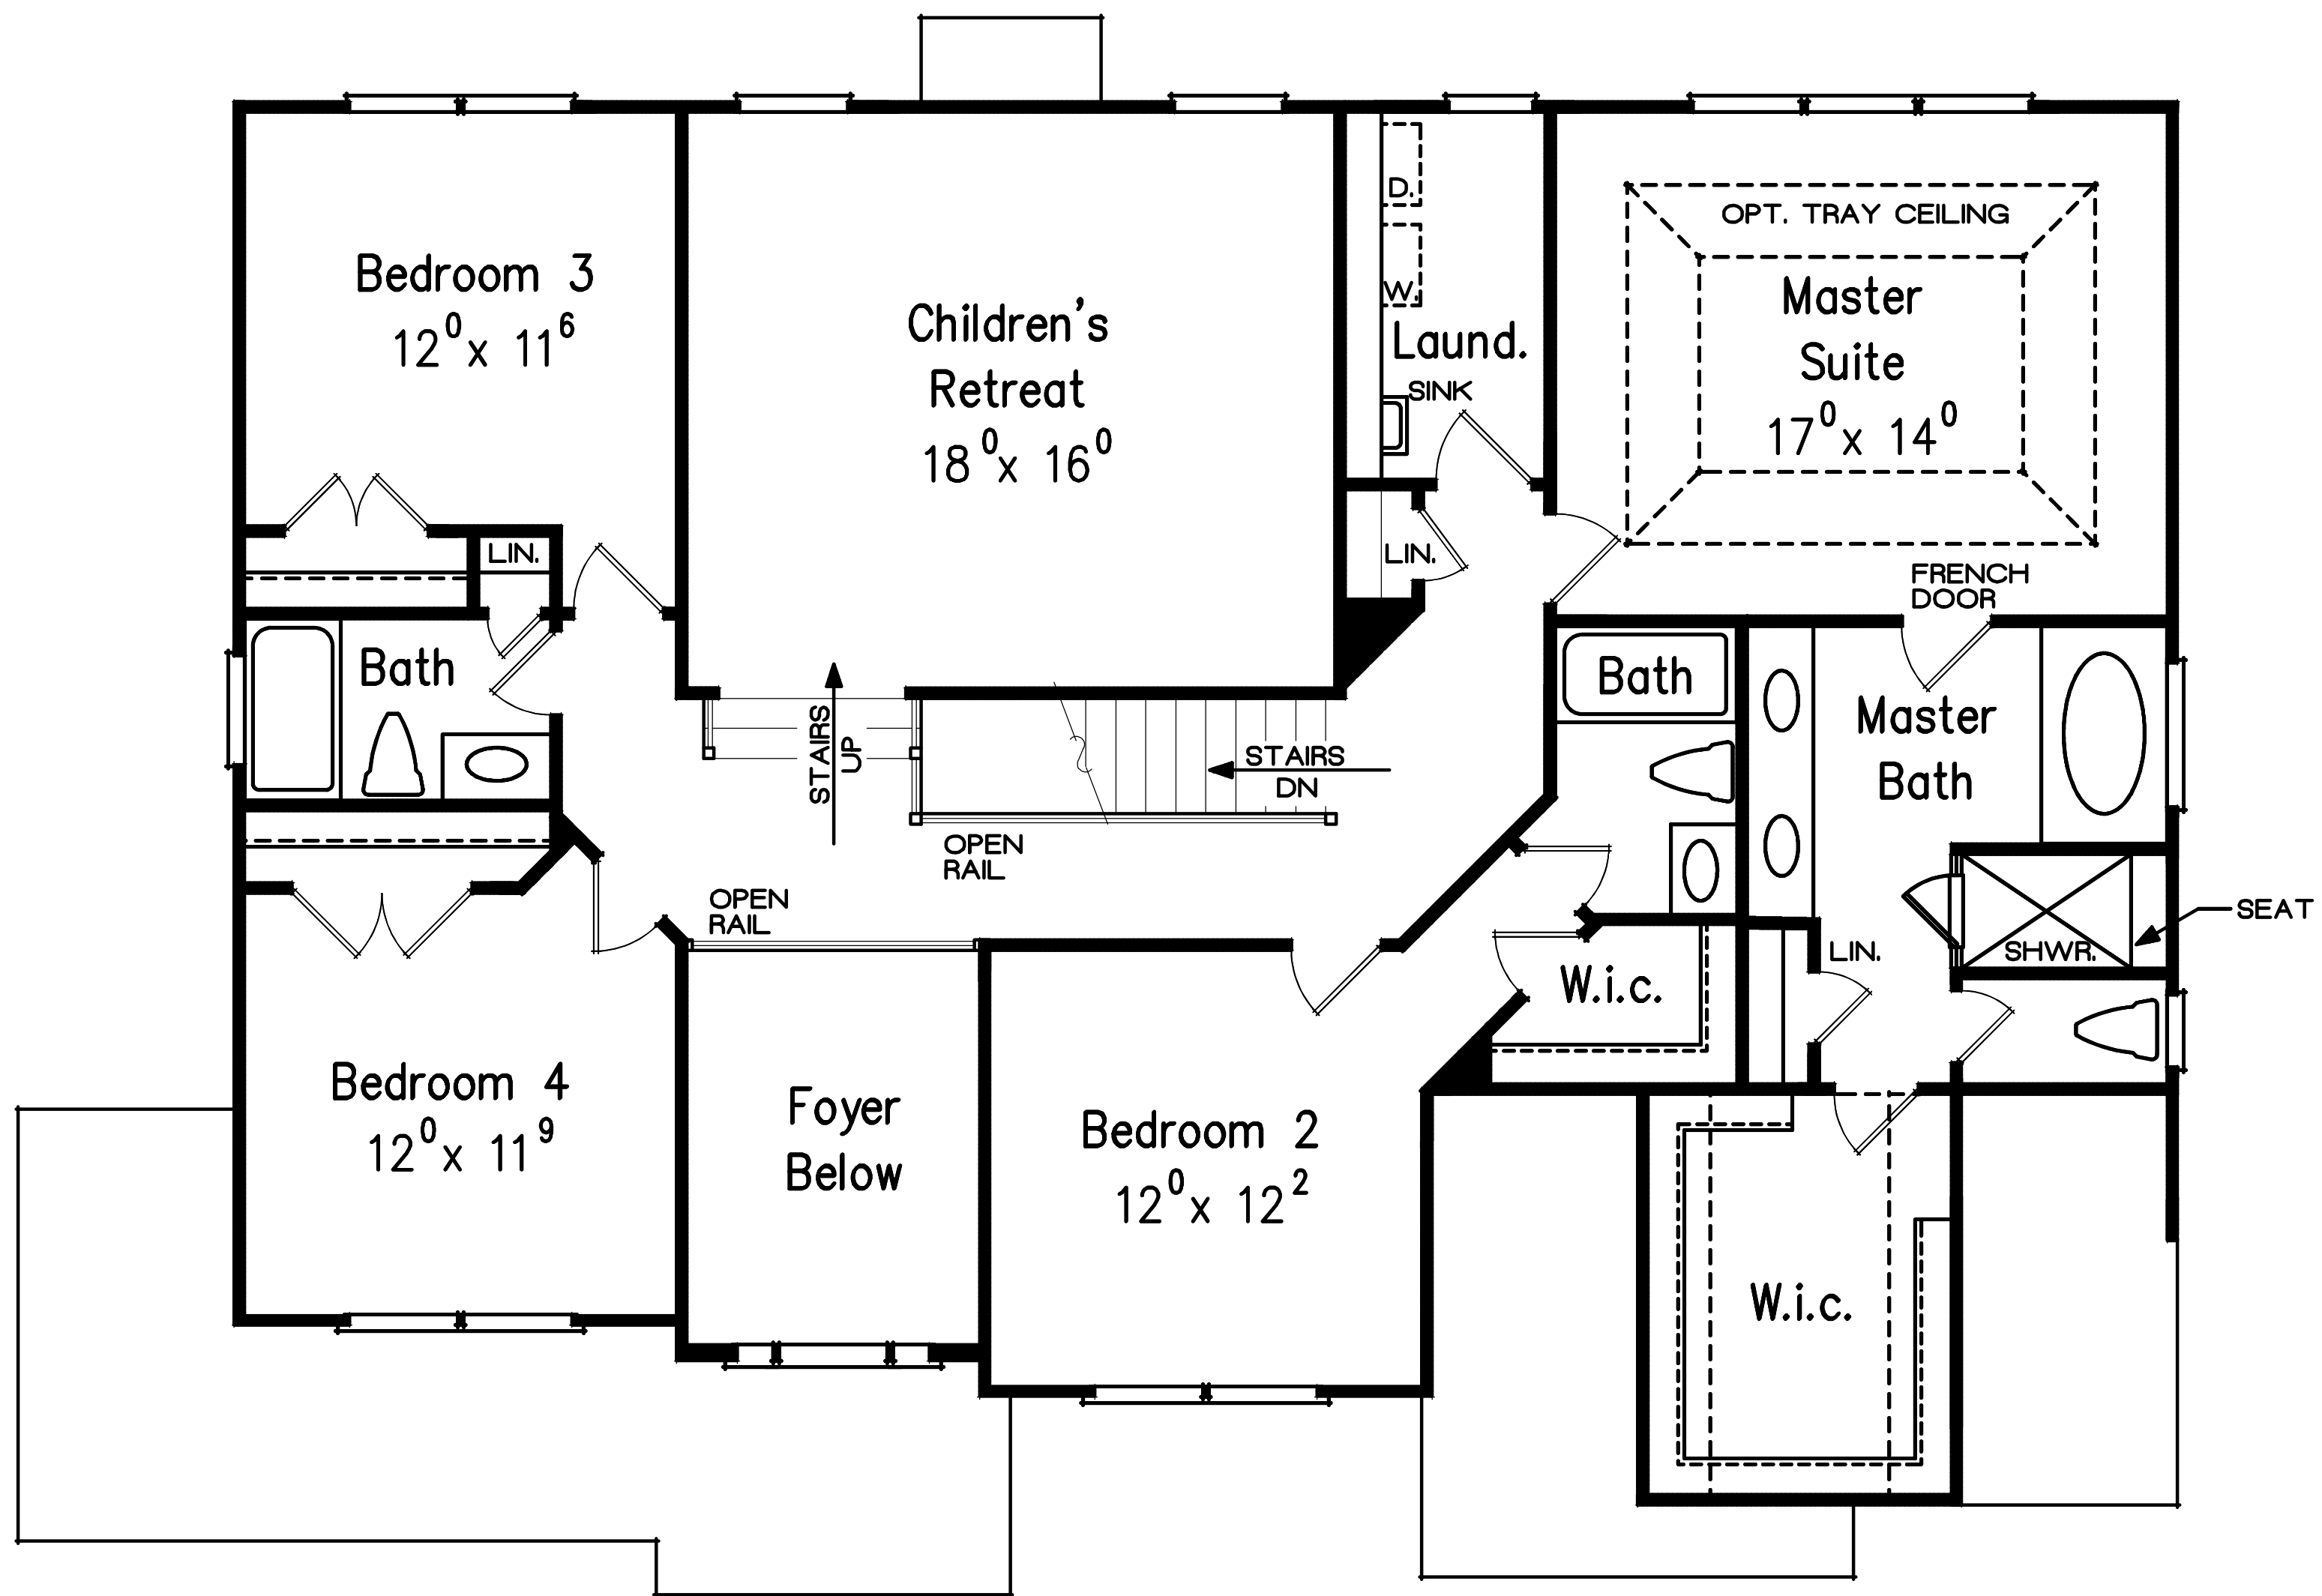 D.
OPT. TRAY CEILING
Bedroom 3
12⁰x 11⁶
W.
Master
Suite
17⁰x 14⁰
Children's
Retreat
18⁰x 16⁰
Laund.
SINK
LIN.
LIN.
FRENCH
DOOR
Bath
Bath
Master
Bath
STAIRS
UP
STAIRS
DN
OPEN
RAIL
OPEN
RAIL
SEAT
LIN.
SHWR.
W.i.c.
Bedroom 4
12⁰x 11⁹
Foyer
Below
Bedroom 2
12⁰x 12²
W.i.c.